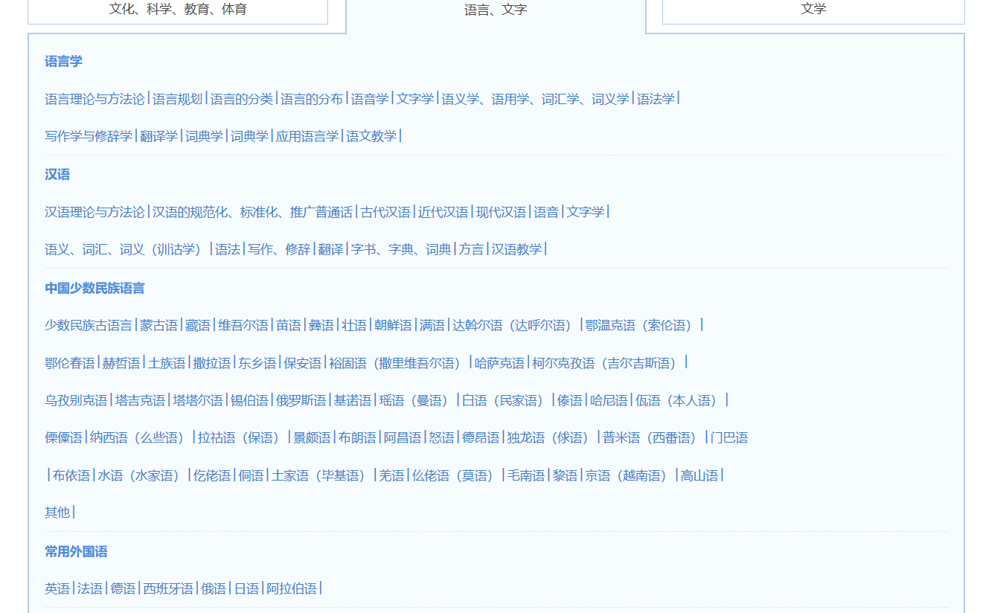 文化、科学、教育、体育
语言、文字
文学
语言学
语言理论与方法论|语言规划|语言的分类|语言的分布|语音学|文字学|语义学、语用学、词汇学、词义学|语法学|
写作学与修辞学|翻译学|词典学|词典学|应用语言学|语文教学|
汉语
汉语理论与方法论|汉语的规范化、标准化、推广普通话|古代汉语|近代汉语|现代汉语|语音|文字学|
语义、词汇、词义（训诂学）|语法|写作、修辞|翻译|字书、字典、词典|方言|汉语教学|
中国少数民族语言
少数民族古语言|蒙古语|藏语|维吾尔语|苗语|彝语|壮语|朝鲜语|满语|达斡尔语（达呼尔语）|鄂温克语（索伦语）|
鄂伦春语|赫哲语|土族语|撒拉语|东乡语|保安语|裕固语（撒里维吾尔语）|哈萨克语|柯尔克孜语（吉尔吉斯语）|
乌孜别克语|塔吉克语|塔塔尔语|锡伯语|俄罗斯语|基诺语|瑶语（曼语）|白语（民家语）|傣语|哈尼语|佤语（本人语）|
傈僳语|纳西语（么些语）|拉祜语（保语）|景颇语|布朗语|阿昌语|怒语|德昂语|独龙语（俅语）|普米语（西番语）|门巴语
|布依语|水语（水家语）|仡佬语|侗语|土家语（毕基语）|羌语|仫佬语（莫语）|毛南语|黎语|京语（越南语）|高山语|
其他|
常用外国语
英语|法语|德语|西班牙语|俄语|日语|阿拉伯语|